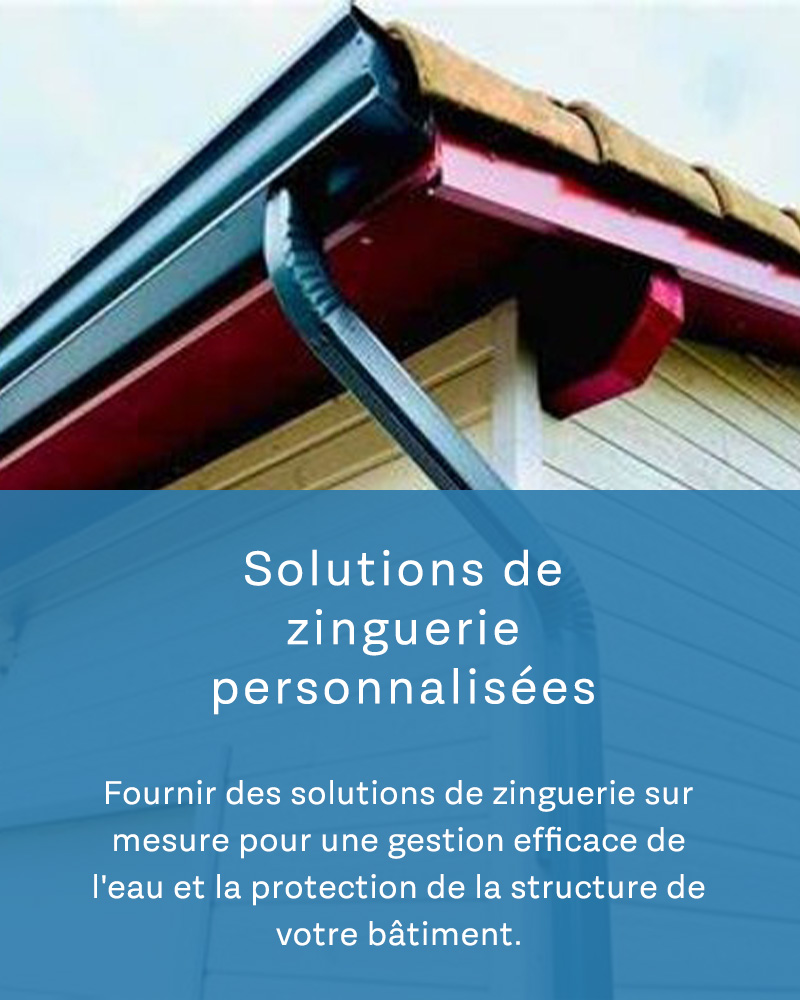 Solutions de
zinguerie
personnalisées
Fournir des solutions de zinguerie sur
mesure pour une gestion efficace de
l'eau et la protection de la structure de
votre bâtiment.